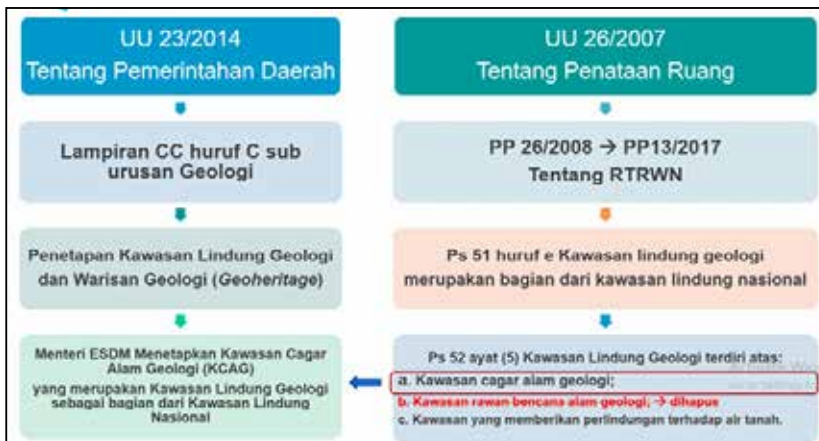 UU 23/2014
Tentang Pemerintahan Daerah
Lampiran CC huruf C sub
urusan Geologi
Penetapan Kawasan Lindung Geologi
dan Warisan Geologi (Geoheritage)
Menteri ESDM Menetapkan Kawasan Cagar
Alam Geologi (KCAG)
yang merupakan Kawasan Lindung Geologi
sebagai bagian dari Kawasan Lindung
Nasional
UU 26/2007
Tentang Penataan Ruang
PP 26/2008 → PP13/2017
Tentang RTRWN
Ps 51 huruf e Kawasan lindung geologi
merupakan bagian dari kawasan lindung nasional
Ps 52 ayat (5) Kawasan Lindung Geologi terdiri atas:
a. Kawasan cagar alam geologi;
b. Kawasan rawan bencana alam geologi; → dihapus
c. Kawasan yang memberikan perlindungan terhadap air tanah.